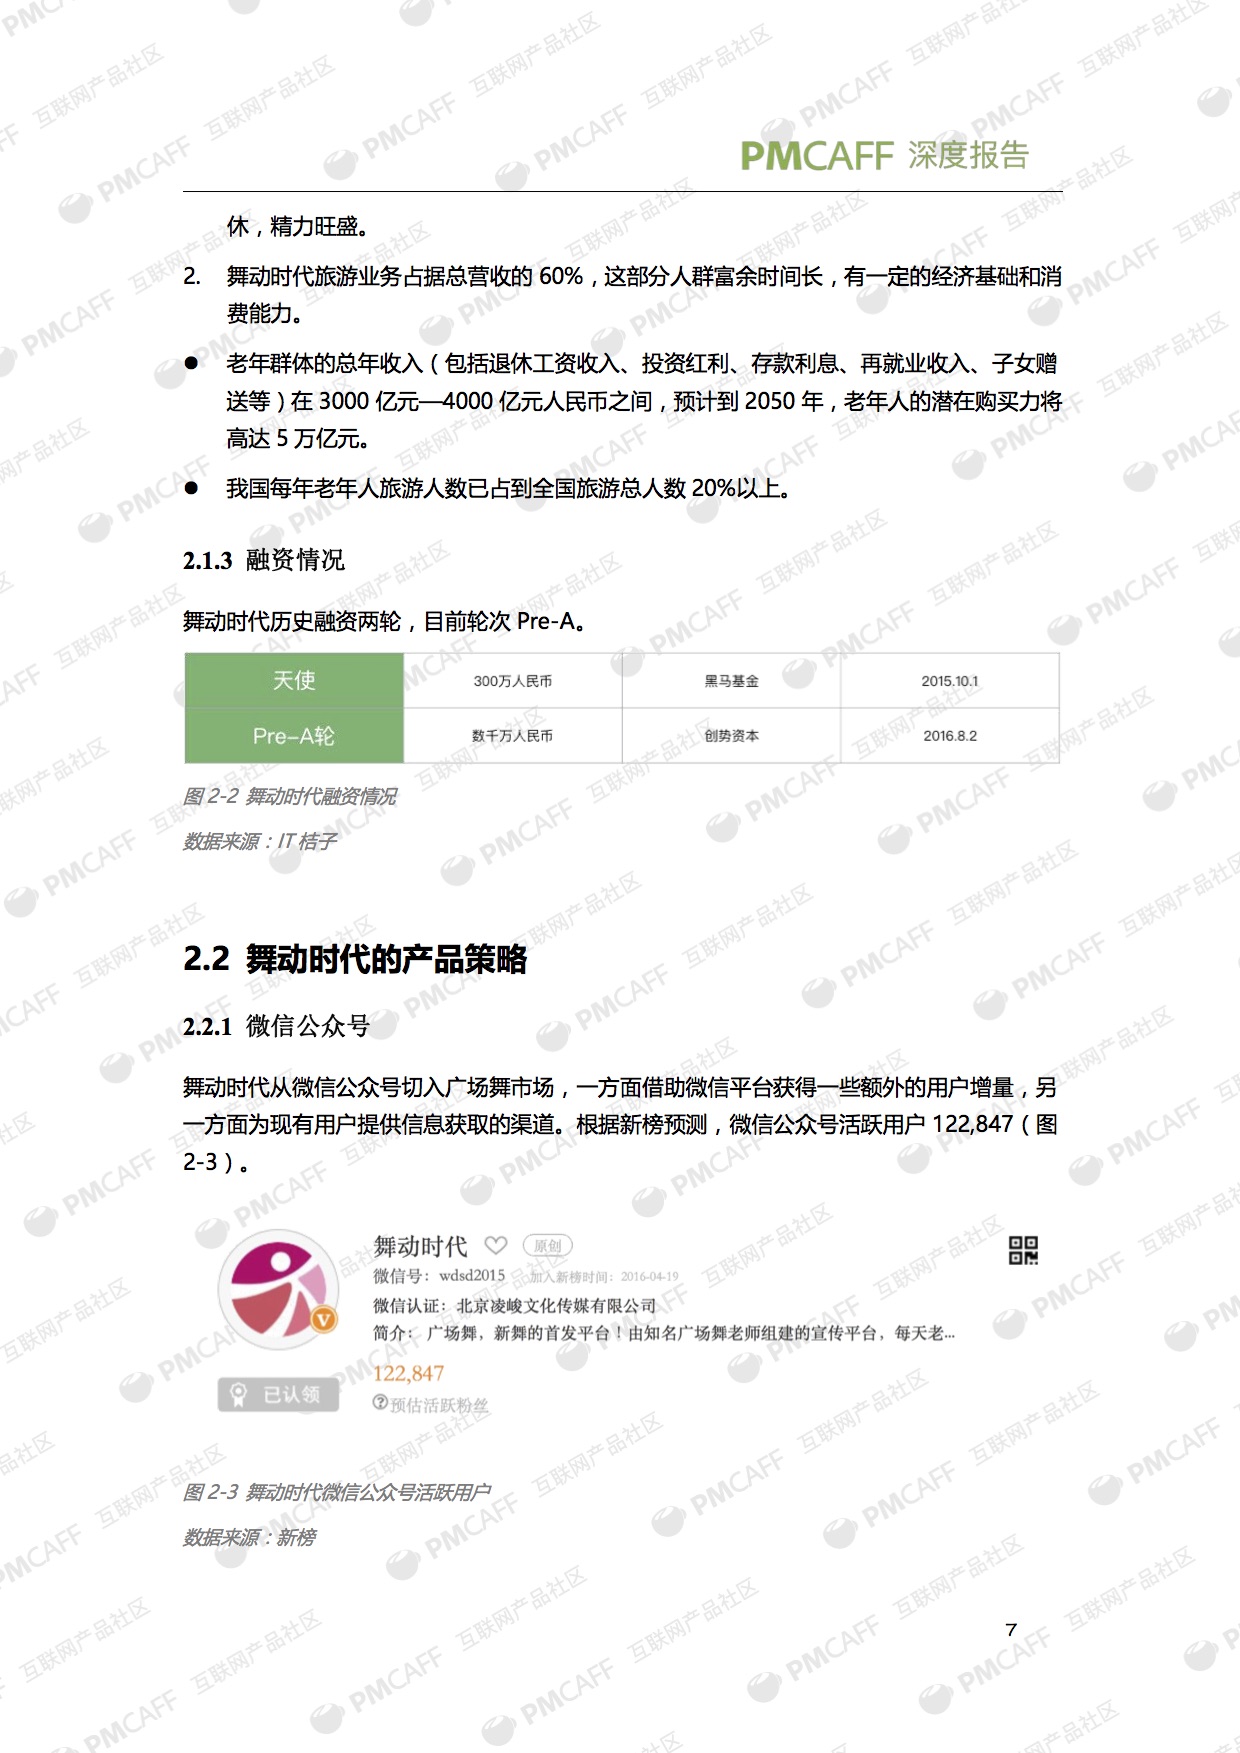 PMCAFF 深度报告
休，精力旺盛。
2. 舞动时代旅游业务占据总营收的 60%，这部分人群富余时间长，有一定的经济基础和消
费能力。
● 老年群体的总年收入（包括退休工资收入、投资红利、存款利息、再就业收入、子女赠
送等）在 3000 亿元—4000 亿元人民币之间，预计到 2050 年，老年人的潜在购买力将
高达 5 万亿元。
● 我国每年老年人旅游人数已占到全国旅游总人数 20%以上。
2.1.3 融资情况
舞动时代历史融资两轮，目前轮次 Pre-A。
天使 300万人民币 黑马基金 2015.10.1
Pre-A轮 数千万人民币 创势资本 2016.8.2
图 2-2 舞动时代融资情况
数据来源：IT 桔子
2.2 舞动时代的产品策略
2.2.1 微信公众号
舞动时代从微信公众号切入广场舞市场，一方面借助微信平台获得一些额外的用户增量，另
一方面为现有用户提供信息获取的渠道。根据新榜预测，微信公众号活跃用户 122,847（图
2-3）。
舞动时代 原创
微信号：wdsd2015 加入新榜时间：2016-04-19
微信认证：北京凌峻文化传媒有限公司
简介： 广场舞，新舞的首发平台！由知名广场舞老师组建的宣传平台，每天老...
122,847
已认领
?预估活跃粉丝
图 2-3 舞动时代微信公众号活跃用户
数据来源：新榜
7
PMCAFF 互联网产品社区